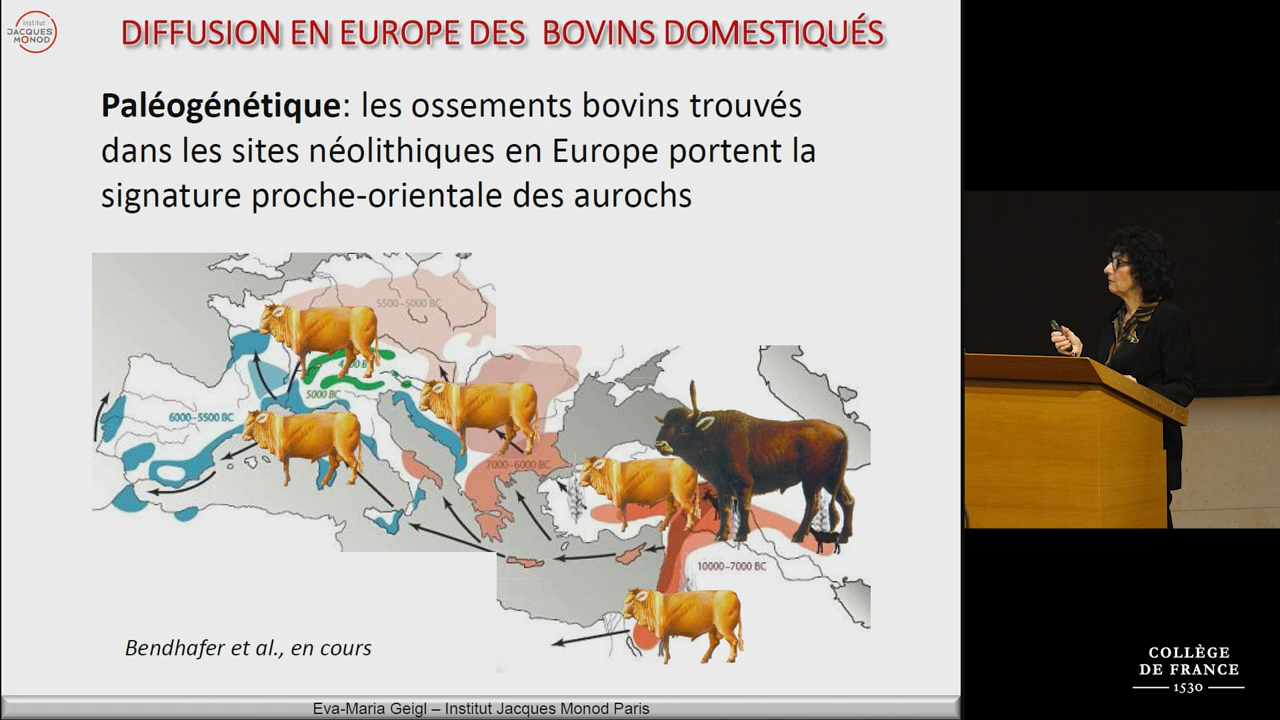 Institut
JACQUES
MONOD
DIFFUSION EN EUROPE DES BOVINS DOMESTIQUÉS
Paléogénétique: les ossements bovins trouvés
dans les sites néolithiques en Europe portent la
signature proche-orientale des aurochs
5500–5000 BC
5000 BC
6000–5500 BC
7000–6000 BC
10000–7000 BC
Bendhafer et al., en cours
Eva-Maria Geigl – Institut Jacques Monod Paris
COLLÈGE
DE FRANCE
1530